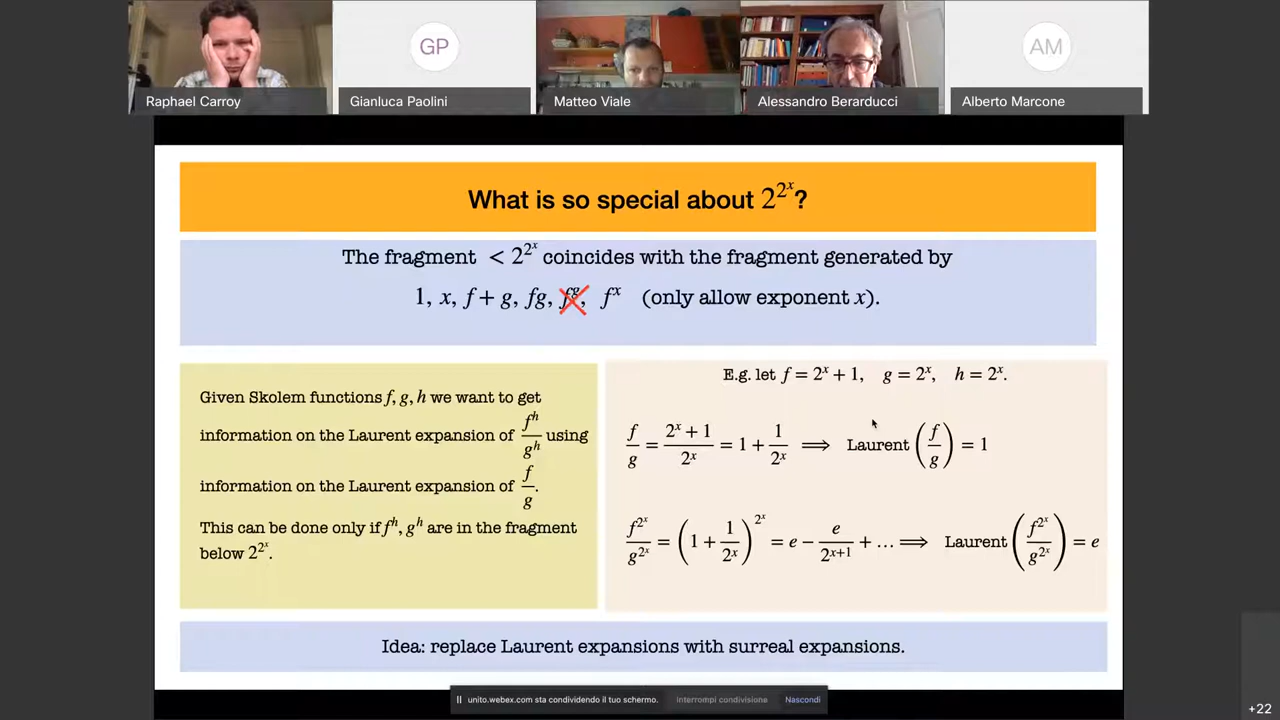 GP
AM
Raphael Carroy
Gianluca Paolini
Matteo Viale
Alessandro Berarducci
Alberto Marcone
What is so special about 2^{2^x}?
The fragment < 2^{2^x} coincides with the fragment generated by
1, x, f + g, fg, f^g, f^x (only allow exponent x).
Given Skolem functions f, g, h we want to get
information on the Laurent expansion of f^h/g^h using
information on the Laurent expansion of f/g.
This can be done only if f^h, g^h are in the fragment
below 2^{2^x}.
E.g. let f = 2^x + 1, g = 2^x, h = 2^x.
f/g = (2^x + 1)/2^x = 1 + 1/2^x ⟹ Laurent (f/g) = 1
f^{2^x}/g^{2^x} = (1 + 1/2^x)^{2^x} = e − e/2^{x+1} + … ⟹ Laurent (f^{2^x}/g^{2^x}) = e
Idea: replace Laurent expansions with surreal expansions.
unito.webex.com sta condividendo il tuo schermo. Interrompi condivisione Nascondi
+22